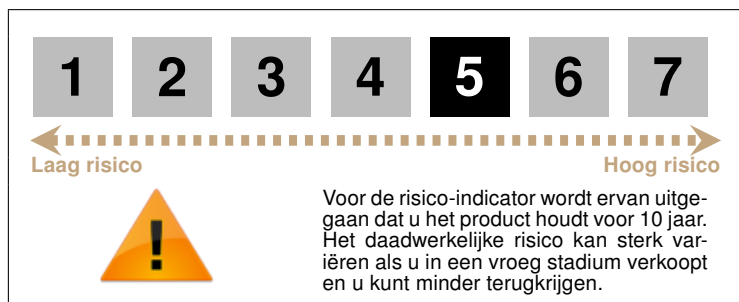 1 2 3 4 5 6 7
Laag risico Hoog risico
!
Voor de risico-indicator wordt ervan uitge-
gaan dat u het product houdt voor 10 jaar.
Het daadwerkelijke risico kan sterk var-
iëren als u in een vroeg stadium verkoopt
en u kunt minder terugkrijgen.